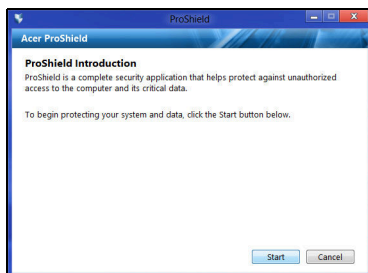 ProShield
Acer ProShield
ProShield Introduction
ProShield is a complete security application that helps protect against unauthorized
access to the computer and its critical data.
To begin protecting your system and data, click the Start button below.
Start
Cancel